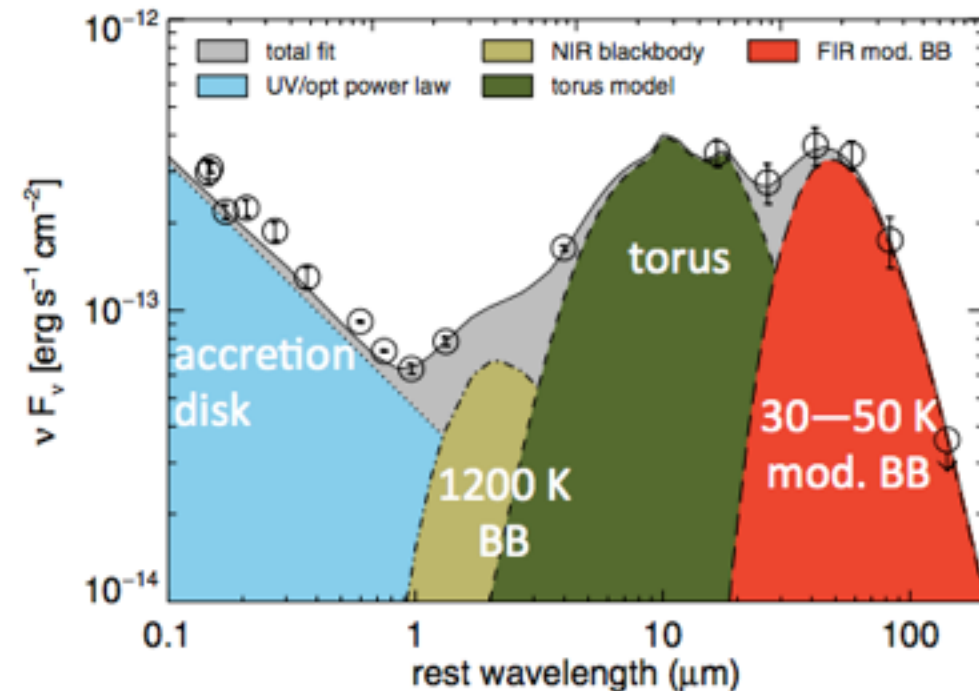 10⁻¹²
total fit
NIR blackbody
FIR mod. BB
UV/opt power law
torus model
ν Fᵥ [erg s⁻¹ cm⁻²]
10⁻¹³
10⁻¹⁴
torus
accretion
disk
1200 K
BB
30—50 K
mod. BB
0.1
1
10
100
rest wavelength (μm)